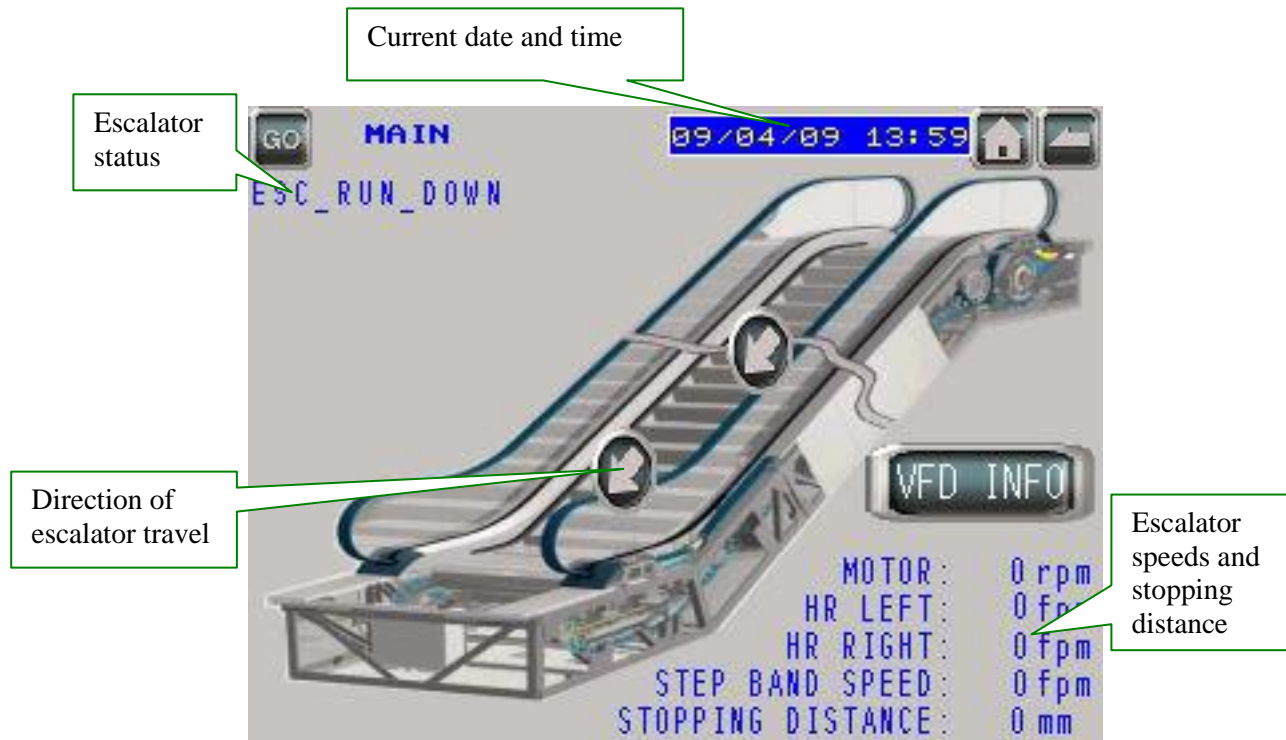 Current date and time
Escalator
status
GO
MAIN
09/04/09 13:59
ESC_RUN_DOWN
Direction of
escalator travel
VFD INFO
Escalator
speeds and
stopping
distance
MOTOR: 0 rpm
HR LEFT: 0 fpm
HR RIGHT: 0 fpm
STEP BAND SPEED: 0 fpm
STOPPING DISTANCE: 0 mm